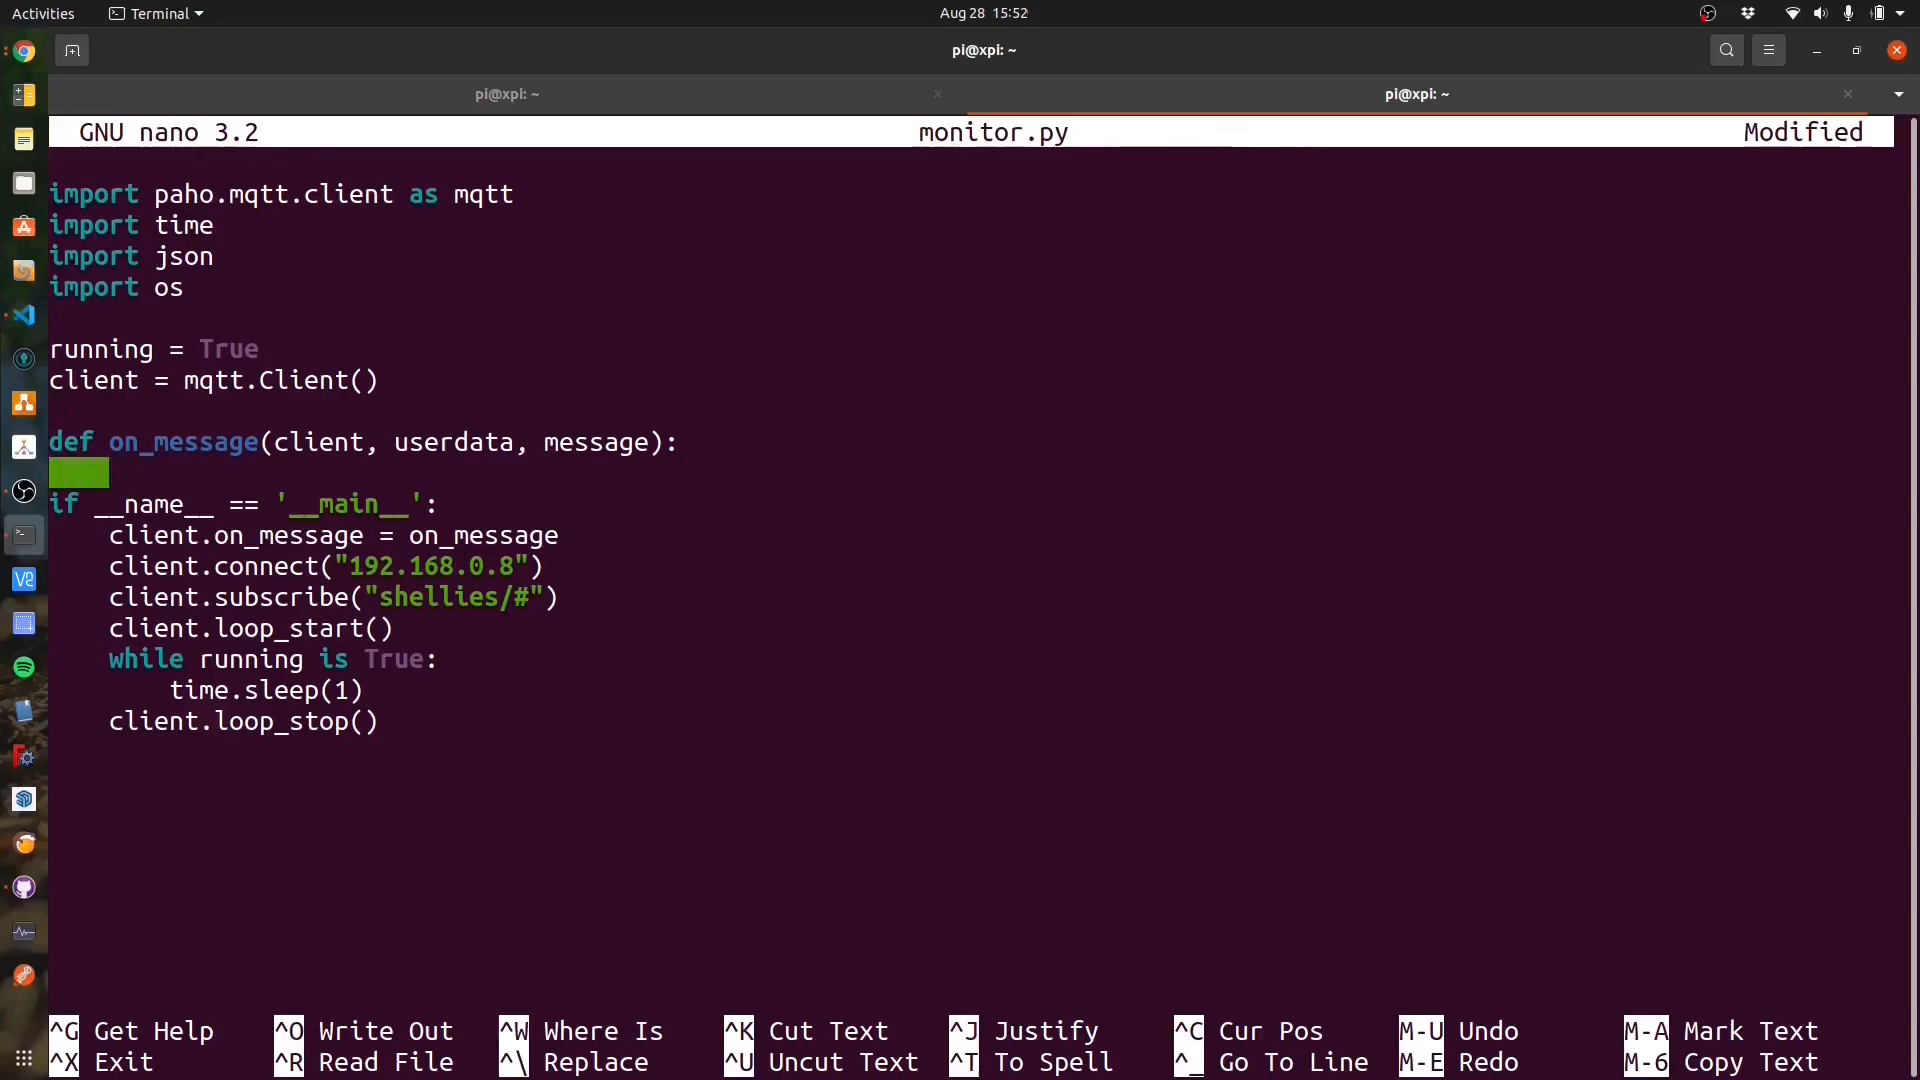 Activities Terminal Aug 28 15:52
pi@xpi: ~
pi@xpi: ~ pi@xpi: ~
GNU nano 3.2 monitor.py Modified
import paho.mqtt.client as mqtt
import time
import json
import os
running = True
client = mqtt.Client()
def on_message(client, userdata, message):
if __name__ == '__main__':
    client.on_message = on_message
    client.connect("192.168.0.8")
    client.subscribe("shellies/#")
    client.loop_start()
    while running is True:
        time.sleep(1)
    client.loop_stop()
^G Get Help ^O Write Out ^W Where Is ^K Cut Text ^J Justify ^C Cur Pos M-U Undo M-A Mark Text
^X Exit ^R Read File ^\ Replace ^U Uncut Text ^T To Spell ^_ Go To Line M-E Redo M-6 Copy Text